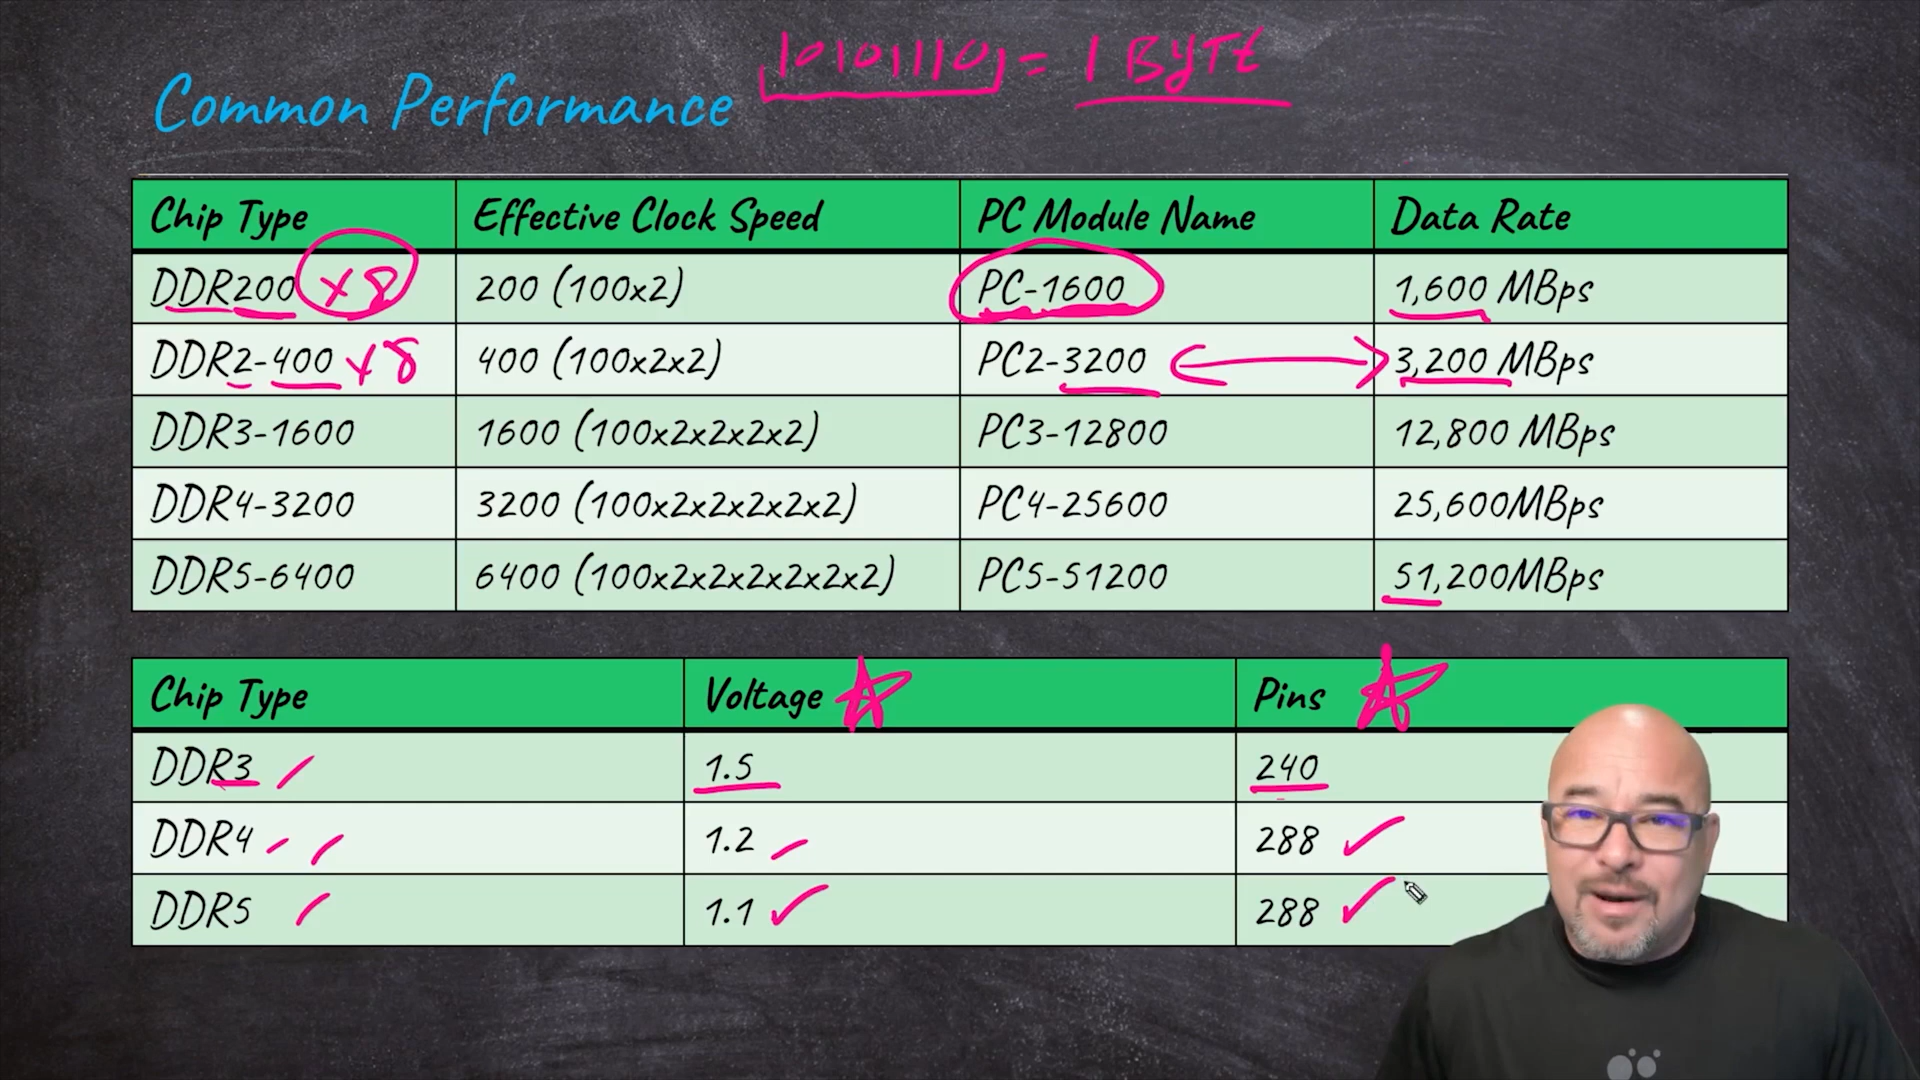 10101110 = 1 ByTe
Common Performance
Chip Type Effective Clock Speed PC Module Name Data Rate
DDR200 x8 200 (100x2) PC-1600 1,600 MBps
DDR2-400 x8 400 (100x2x2) PC2-3200 3,200 MBps
DDR3-1600 1600 (100x2x2x2x2) PC3-12800 12,800 MBps
DDR4-3200 3200 (100x2x2x2x2x2) PC4-25600 25,600MBps
DDR5-6400 6400 (100x2x2x2x2x2x2) PC5-51200 51,200MBps
Chip Type Voltage Pins
DDR3 1.5 240
DDR4 1.2 288
DDR5 1.1 288